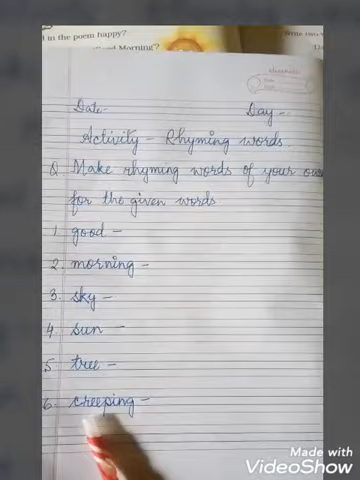 in the poem happy?
Good Morning?
Date- Day-
Activity - Rhyming words
Q Make rhyming words of your own
for the given words
1. good -
2. morning -
3. sky -
4. sun -
5. tree -
6. creeping -
Made with
VideoShow